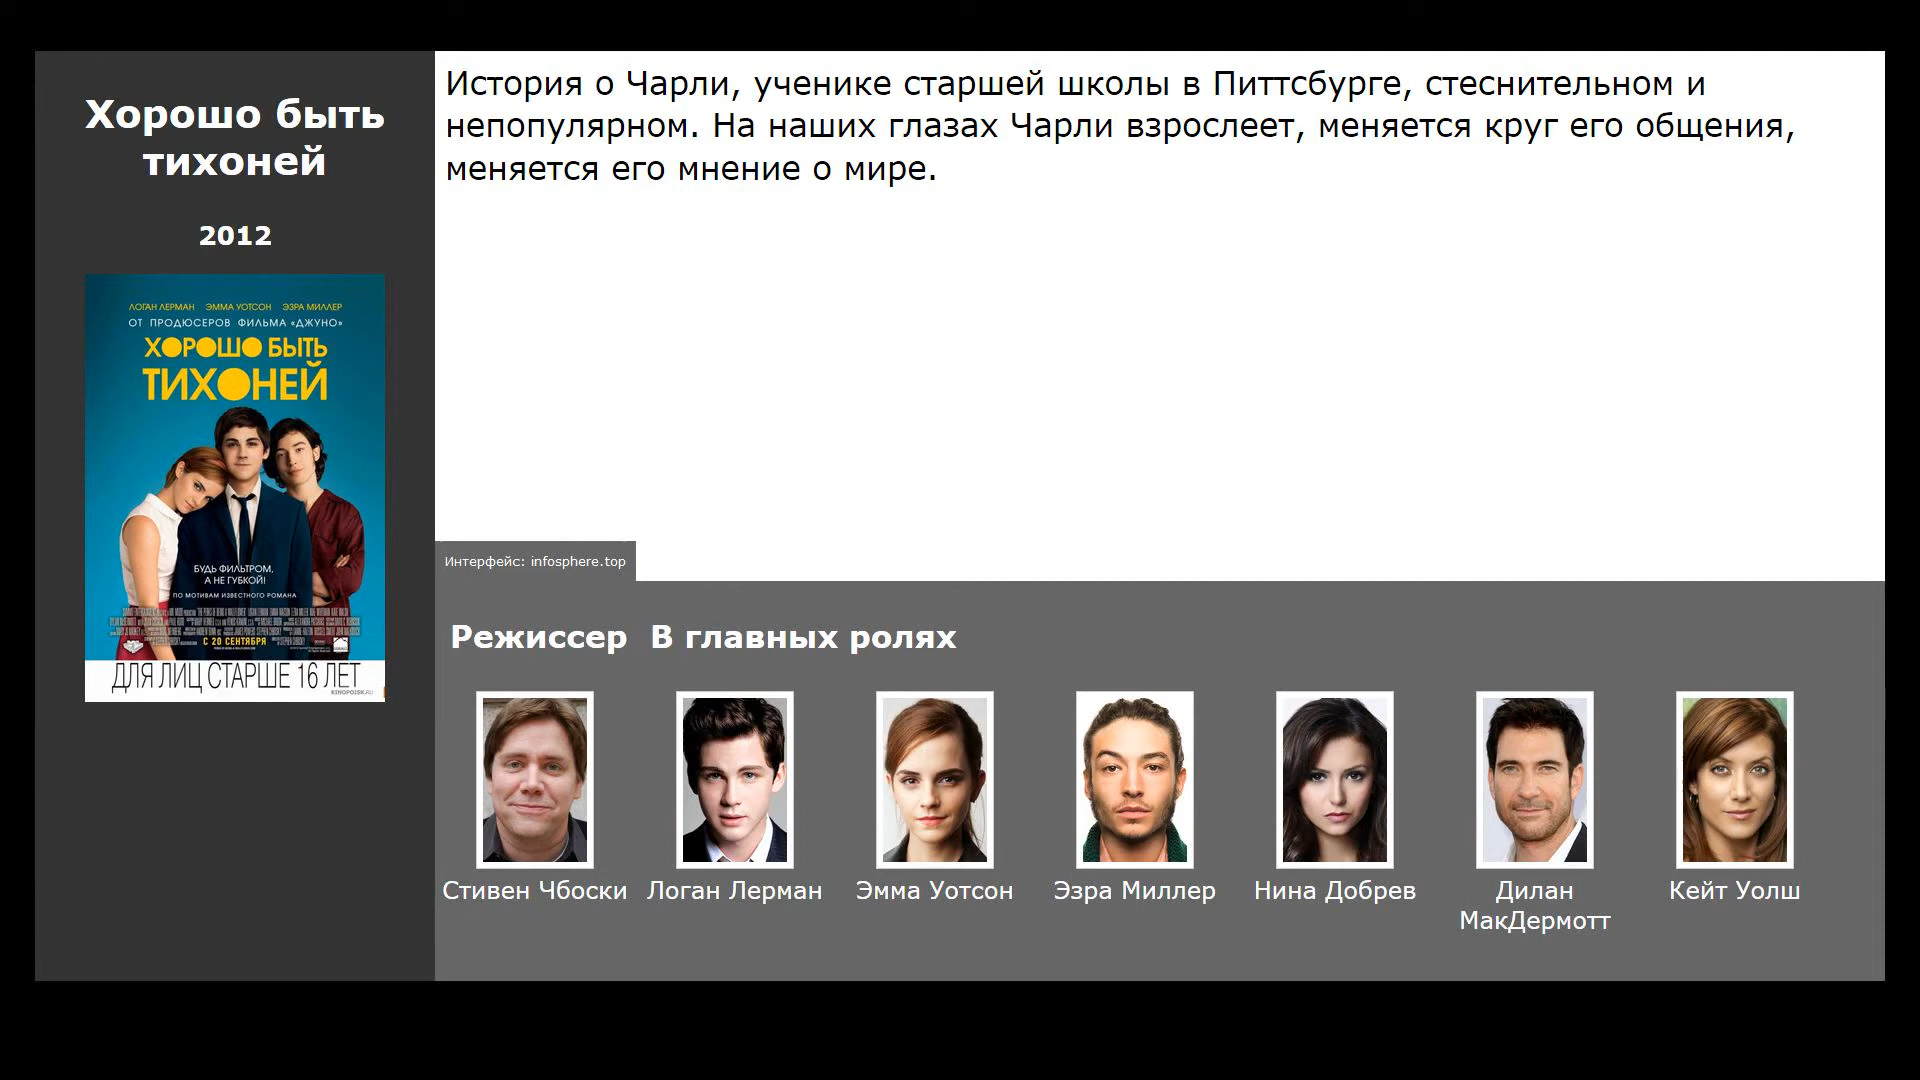 Хорошо быть
тихоней
2012
ЛОГАН ЛЕРМАН ЭММА УОТСОН ЭЗРА МИЛЛЕР
ОТ ПРОДЮСЕРОВ ФИЛЬМА «ДЖУНО»
ХОРОШО БЫТЬ
ТИХОНЕЙ
БУДЬ ФИЛЬТРОМ,
А НЕ ГУБКОЙ!
ПО МОТИВАМ ИЗВЕСТНОГО РОМАНА
С 20 СЕНТЯБРЯ
ДЛЯ ЛИЦ СТАРШЕ 16 ЛЕТ
KINOPOISK.RU
История о Чарли, ученике старшей школы в Питтсбурге, стеснительном и
непопулярном. На наших глазах Чарли взрослеет, меняется круг его общения,
меняется его мнение о мире.
Интерфейс: infosphere.top
Режиссер В главных ролях
Стивен Чбоски Логан Лерман Эмма Уотсон Эзра Миллер Нина Добрев Дилан Кейт Уолш
МакДермотт